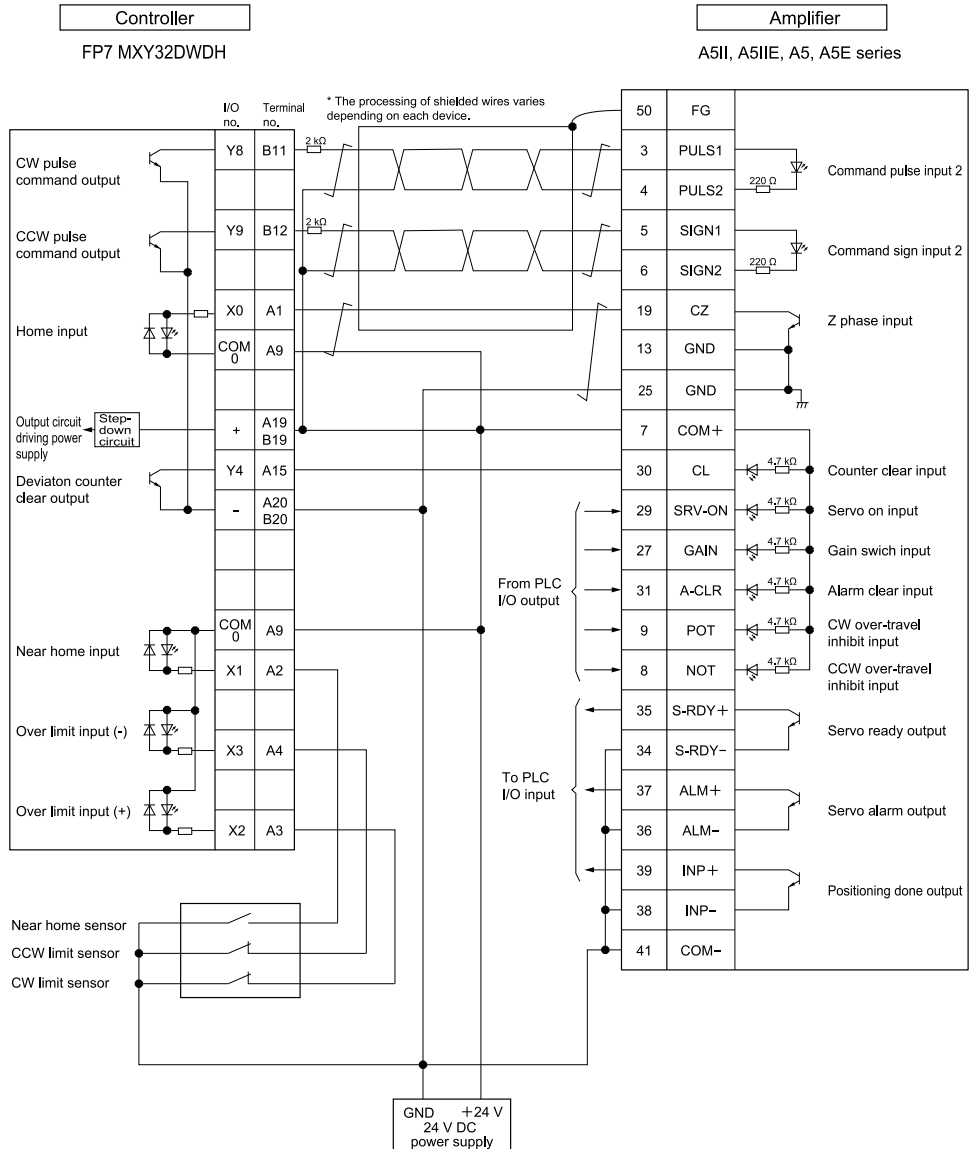 Controller
Amplifier
FP7 MXY32DWDH
A5II, A5IIE, A5, A5E series
I/O no.
Terminal no.
* The processing of shielded wires varies
depending on each device.
CW pulse
command output
Y8 B11 2 kΩ
CCW pulse
command output
Y9 B12 2 kΩ
Home input
X0 A1
COM 0 A9
Output circuit
driving power
supply
Step-
down
circuit
+ A19 B19
Deviaton counter
clear output
Y4 A15
- A20 B20
Near home input
COM 0 A9
X1 A2
Over limit input (-)
X3 A4
Over limit input (+)
X2 A3
Near home sensor
CCW limit sensor
CW limit sensor
50 FG
3 PULS1
4 PULS2 220 Ω
Command pulse input 2
5 SIGN1
6 SIGN2 220 Ω
Command sign input 2
19 CZ
Z phase input
13 GND
25 GND
7 COM+
30 CL 4.7 kΩ Counter clear input
29 SRV-ON 4.7 kΩ Servo on input
27 GAIN 4.7 kΩ Gain swich input
31 A-CLR 4.7 kΩ Alarm clear input
9 POT 4.7 kΩ CW over-travel
inhibit input
8 NOT 4.7 kΩ CCW over-travel
inhibit input
From PLC
I/O output
35 S-RDY+
Servo ready output
34 S-RDY-
To PLC
I/O input
37 ALM+
Servo alarm output
36 ALM-
39 INP+
Positioning done output
38 INP-
41 COM-
GND +24 V
24 V DC
power supply